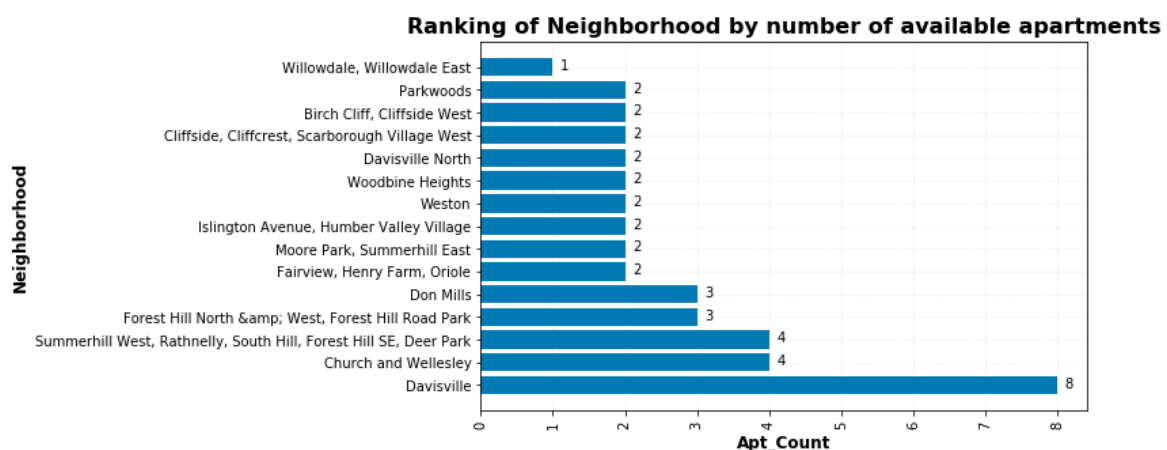 Ranking of Neighborhood by number of available apartments
Neighborhood
Willowdale, Willowdale East 1
Parkwoods 2
Birch Cliff, Cliffside West 2
Cliffside, Cliffcrest, Scarborough Village West 2
Davisville North 2
Woodbine Heights 2
Weston 2
Islington Avenue, Humber Valley Village 2
Moore Park, Summerhill East 2
Fairview, Henry Farm, Oriole 2
Don Mills 3
Forest Hill North &amp; West, Forest Hill Road Park 3
Summerhill West, Rathnelly, South Hill, Forest Hill SE, Deer Park 4
Church and Wellesley 4
Davisville 8
0 1 2 3 4 5 6 7 8
Apt_Count